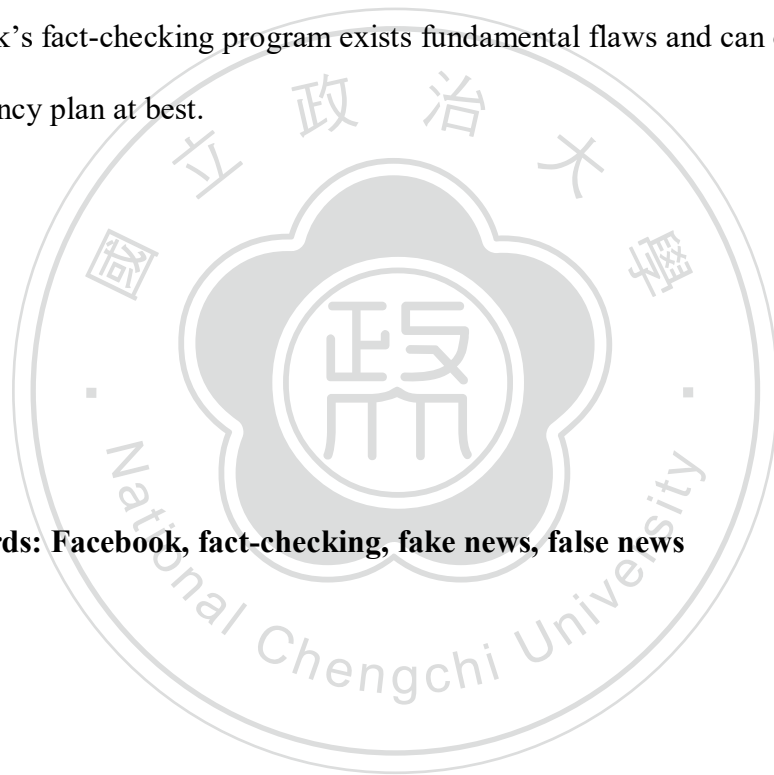 k’s fact-checking program exists fundamental flaws and can
ncy plan at best.
國立政治大學
政
rds: Facebook, fact-checking, fake news, false news
National Chengchi University